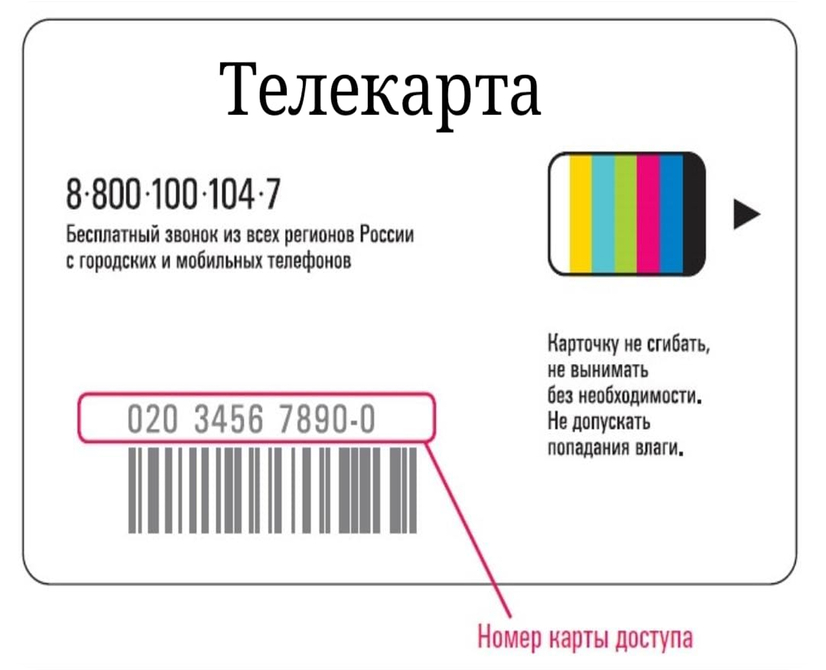 Телекарта
8·800·100·104·7
Бесплатный звонок из всех регионов России
с городских и мобильных телефонов
Карточку не сгибать,
не вынимать
без необходимости.
Не допускать
попадания влаги.
020 3456 7890-0
Номер карты доступа